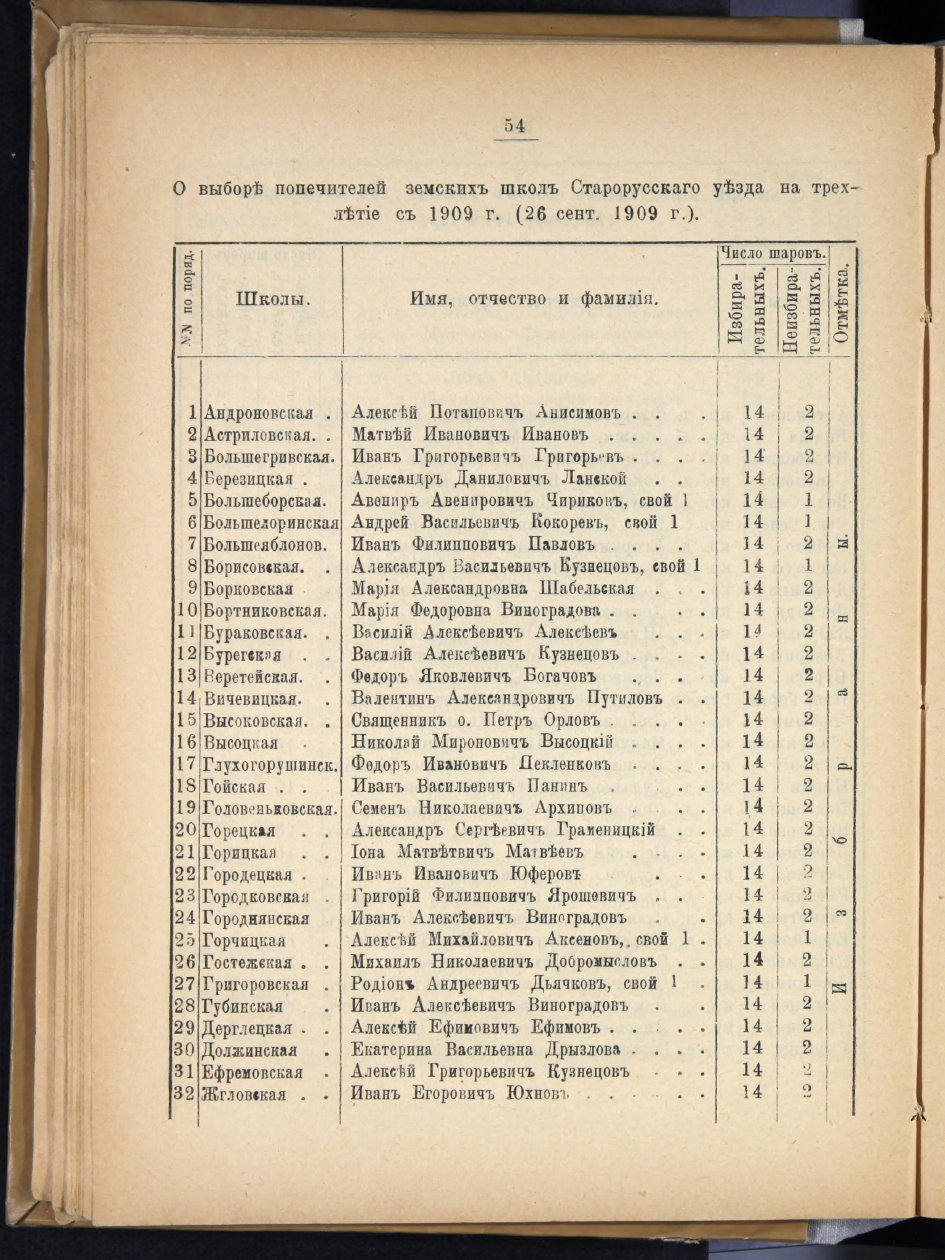 54
О выборѣ попечителей земскихъ школъ Старорусскаго уѣзда на трех-
лѣтіе съ 1909 г. (26 сент. 1909 г.).
№№ по поряд.
Школы.
Имя, отчество и фамилія.
Число шаровъ.
Избира-
тельныхъ.
Неизбира-
тельныхъ.
Отмѣтка.
1 Андроновская . Алексѣй Потаповичъ Анисимовъ . . . 14 2
2 Астриловская. . Матвѣй Ивановичъ Ивановъ . . . . . 14 2
3 Большегривская. Иванъ Григорьевичъ Григорьевъ . . . . 14 2
4 Березицкая . Александръ Даниловичъ Ланской . . 14 2
5 Большеборская. Авениръ Авенировичъ Чириковъ, свой 1 14 1
6 Большелоринская Андрей Васильевичъ Кокоревъ, свой 1 14 1
7 Большеяблонов. Иванъ Филипповичъ Павловъ . . . . 14 2
8 Борисовская. . Александръ Васильевичъ Кузнецовъ, свой 1 14 1
9 Борковская Марія Александровна Шабельская . . . 14 2
10 Бортниковская. Марія Федоровна Виноградова . . . . 14 2
11 Бураковская. . Василій Алексѣевичъ Алексѣевъ . . . 14 2
12 Бурегская . . Василій Алексѣевичъ Кузнецовъ . . . . 14 2
13 Веретейская. . Федоръ Яковлевичъ Богачовъ . . . 14 2
14 Вичевицкая. . Валентинъ Александровичъ Путиловъ . . 14 2
15 Высоковская. . Священникъ о. Петръ Орловъ . . . . . 14 2
16 Высоцкая . Николай Мироновичъ Высоцкій . . . . 14 2
17 Глухогорушинск. Федоръ Ивановичъ Пекленковъ . . . . 14 2
18 Гойская . . Иванъ Васильевичъ Панинъ . . . 14 2
19 Головеньковская. Семенъ Николаевичъ Архиповъ . . . 14 2
20 Горецкая . . Александръ Сергѣевичъ Граменицкій . . 14 2
21 Горицкая . . Іона Матвѣтвичъ Матвѣевъ . . . . 14 2
22 Городецкая . Иванъ Ивановичъ Юферовъ . . . 14 2
23 Городковская . Григорій Филипповичъ Ярошевичъ . . 14 2
24 Городнянская Иванъ Алексѣевичъ Виноградовъ . . 14 2
25 Горчицкая . Алексѣй Михайловичъ Аксеновъ, свой 1 . 14 1
26 Гостежская . . Михаилъ Николаевичъ Добромысловъ . . 14 2
27 Григоровская . Родіонъ Андреевичъ Дьячковъ, свой 1 . 14 1
28 Губинская . Иванъ Алексѣевичъ Виноградовъ . . 14 2
29 Дерглецкая . . Алексѣй Ефимовичъ Ефимовъ . . . . . 14 2
30 Должинская . Екатерина Васильевна Дрызлова . . . . 14 2
31 Ефремовская . Алексѣй Григорьевичъ Кузнецовъ . . . 14 2
32 Жгловская . . Иванъ Егоровичъ Юхновъ . . . . . 14 2
Избраны.